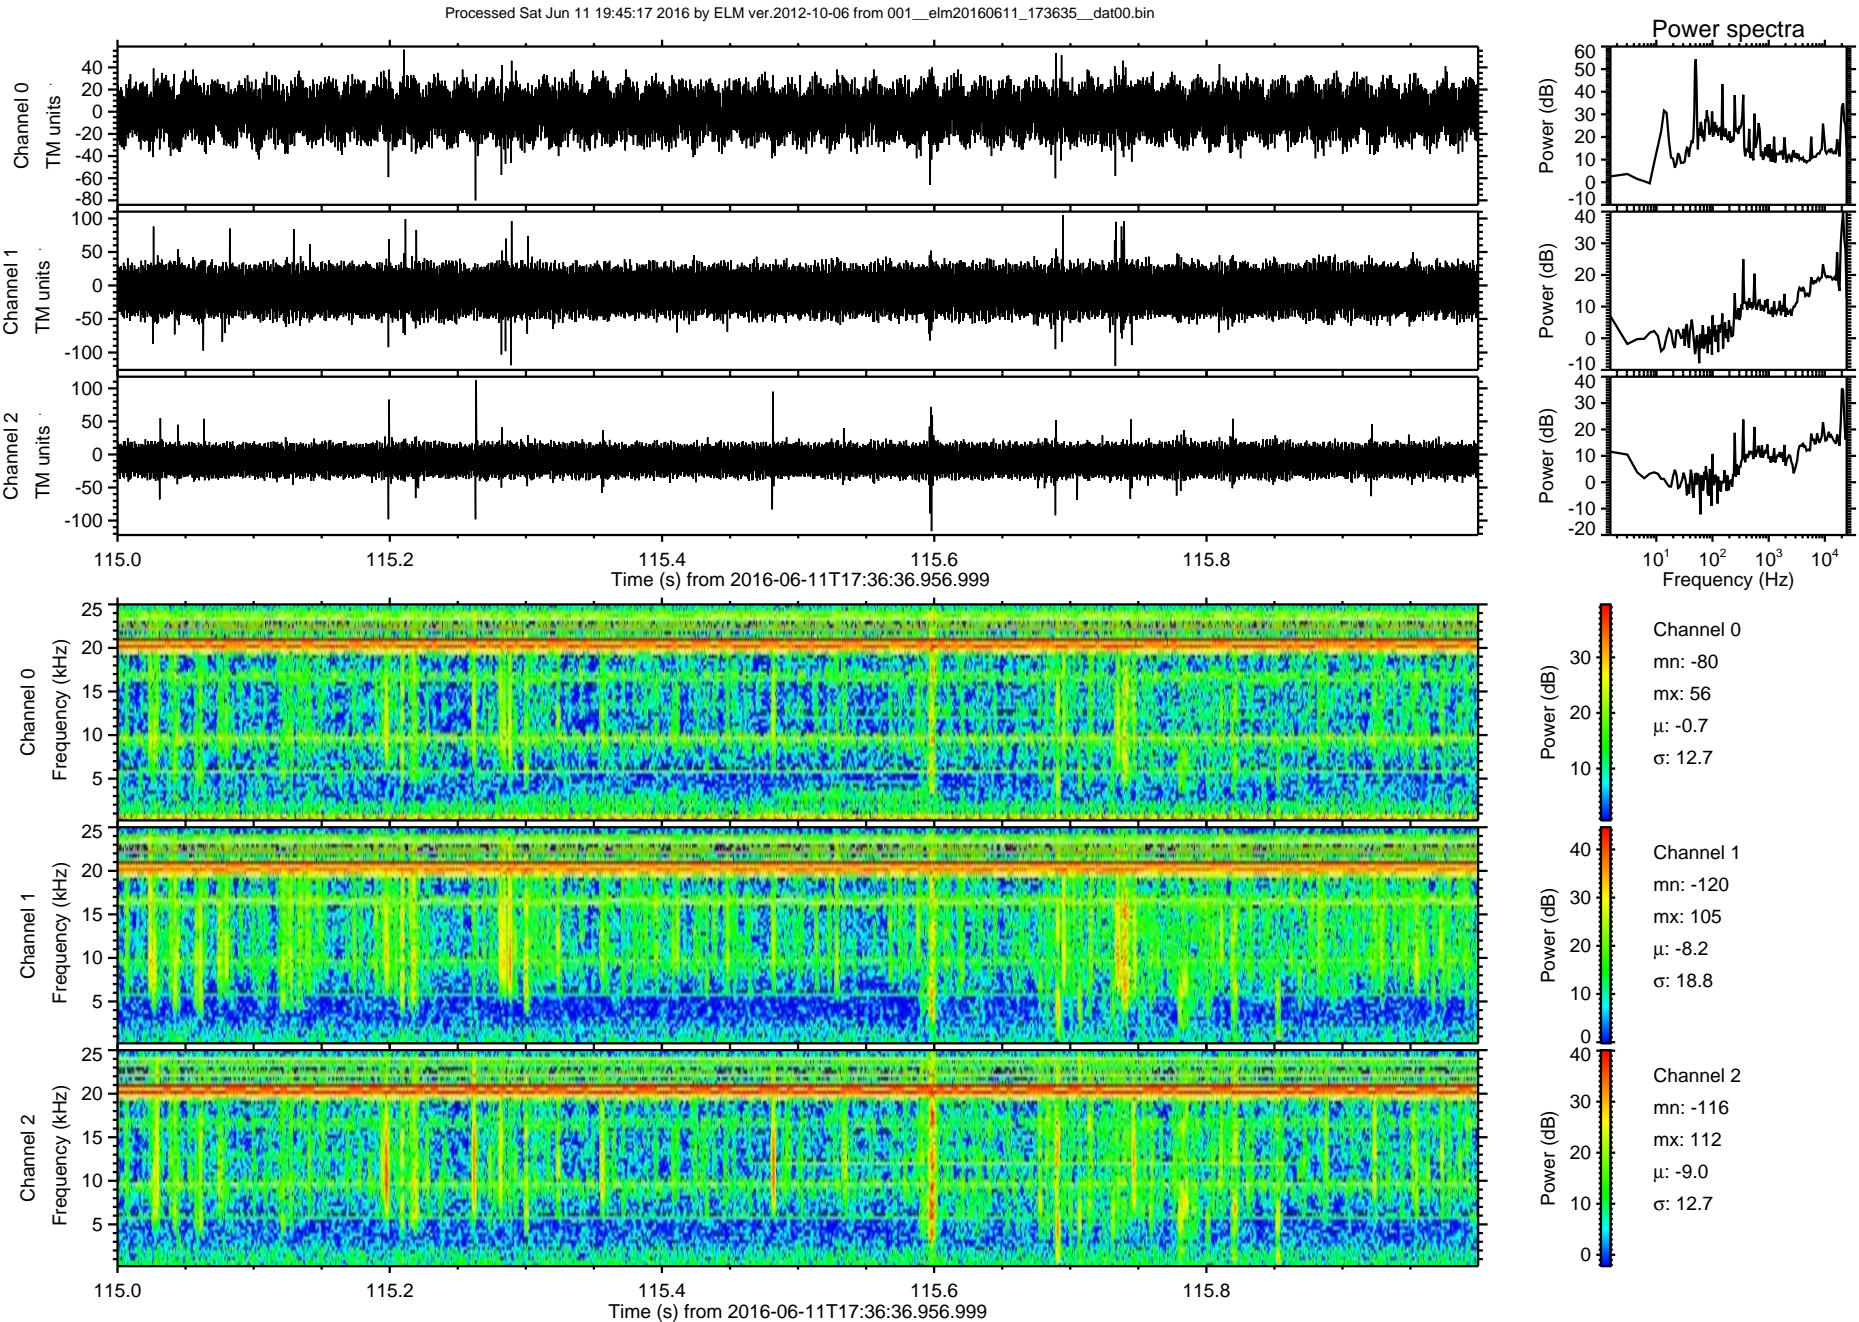 Processed Sat Jun 11 19:45:17 2016 by ELM ver.2012-10-06 from 001__elm20160611_173635__dat00.bin
Power spectra
Channel 0
TM units
40
20
0
-20
-40
-60
-80
Power (dB)
60
50
40
30
20
10
0
-10
Channel 1
TM units
100
50
0
-50
-100
Power (dB)
40
30
20
10
0
-10
Channel 2
TM units
100
50
0
-50
-100
Power (dB)
40
30
20
10
0
-10
-20
115.0 115.2 115.4 115.6 115.8
Time (s) from 2016-06-11T17:36:36.956.999
10^1 10^2 10^3 10^4
Frequency (Hz)
Channel 0
Frequency (kHz)
25
20
15
10
5
Power (dB)
30
20
10
Channel 0
mn: -80
mx: 56
μ: -0.7
σ: 12.7
Channel 1
Frequency (kHz)
25
20
15
10
5
Power (dB)
40
30
20
10
0
Channel 1
mn: -120
mx: 105
μ: -8.2
σ: 18.8
Channel 2
Frequency (kHz)
25
20
15
10
5
Power (dB)
40
30
20
10
0
Channel 2
mn: -116
mx: 112
μ: -9.0
σ: 12.7
115.0 115.2 115.4 115.6 115.8
Time (s) from 2016-06-11T17:36:36.956.999